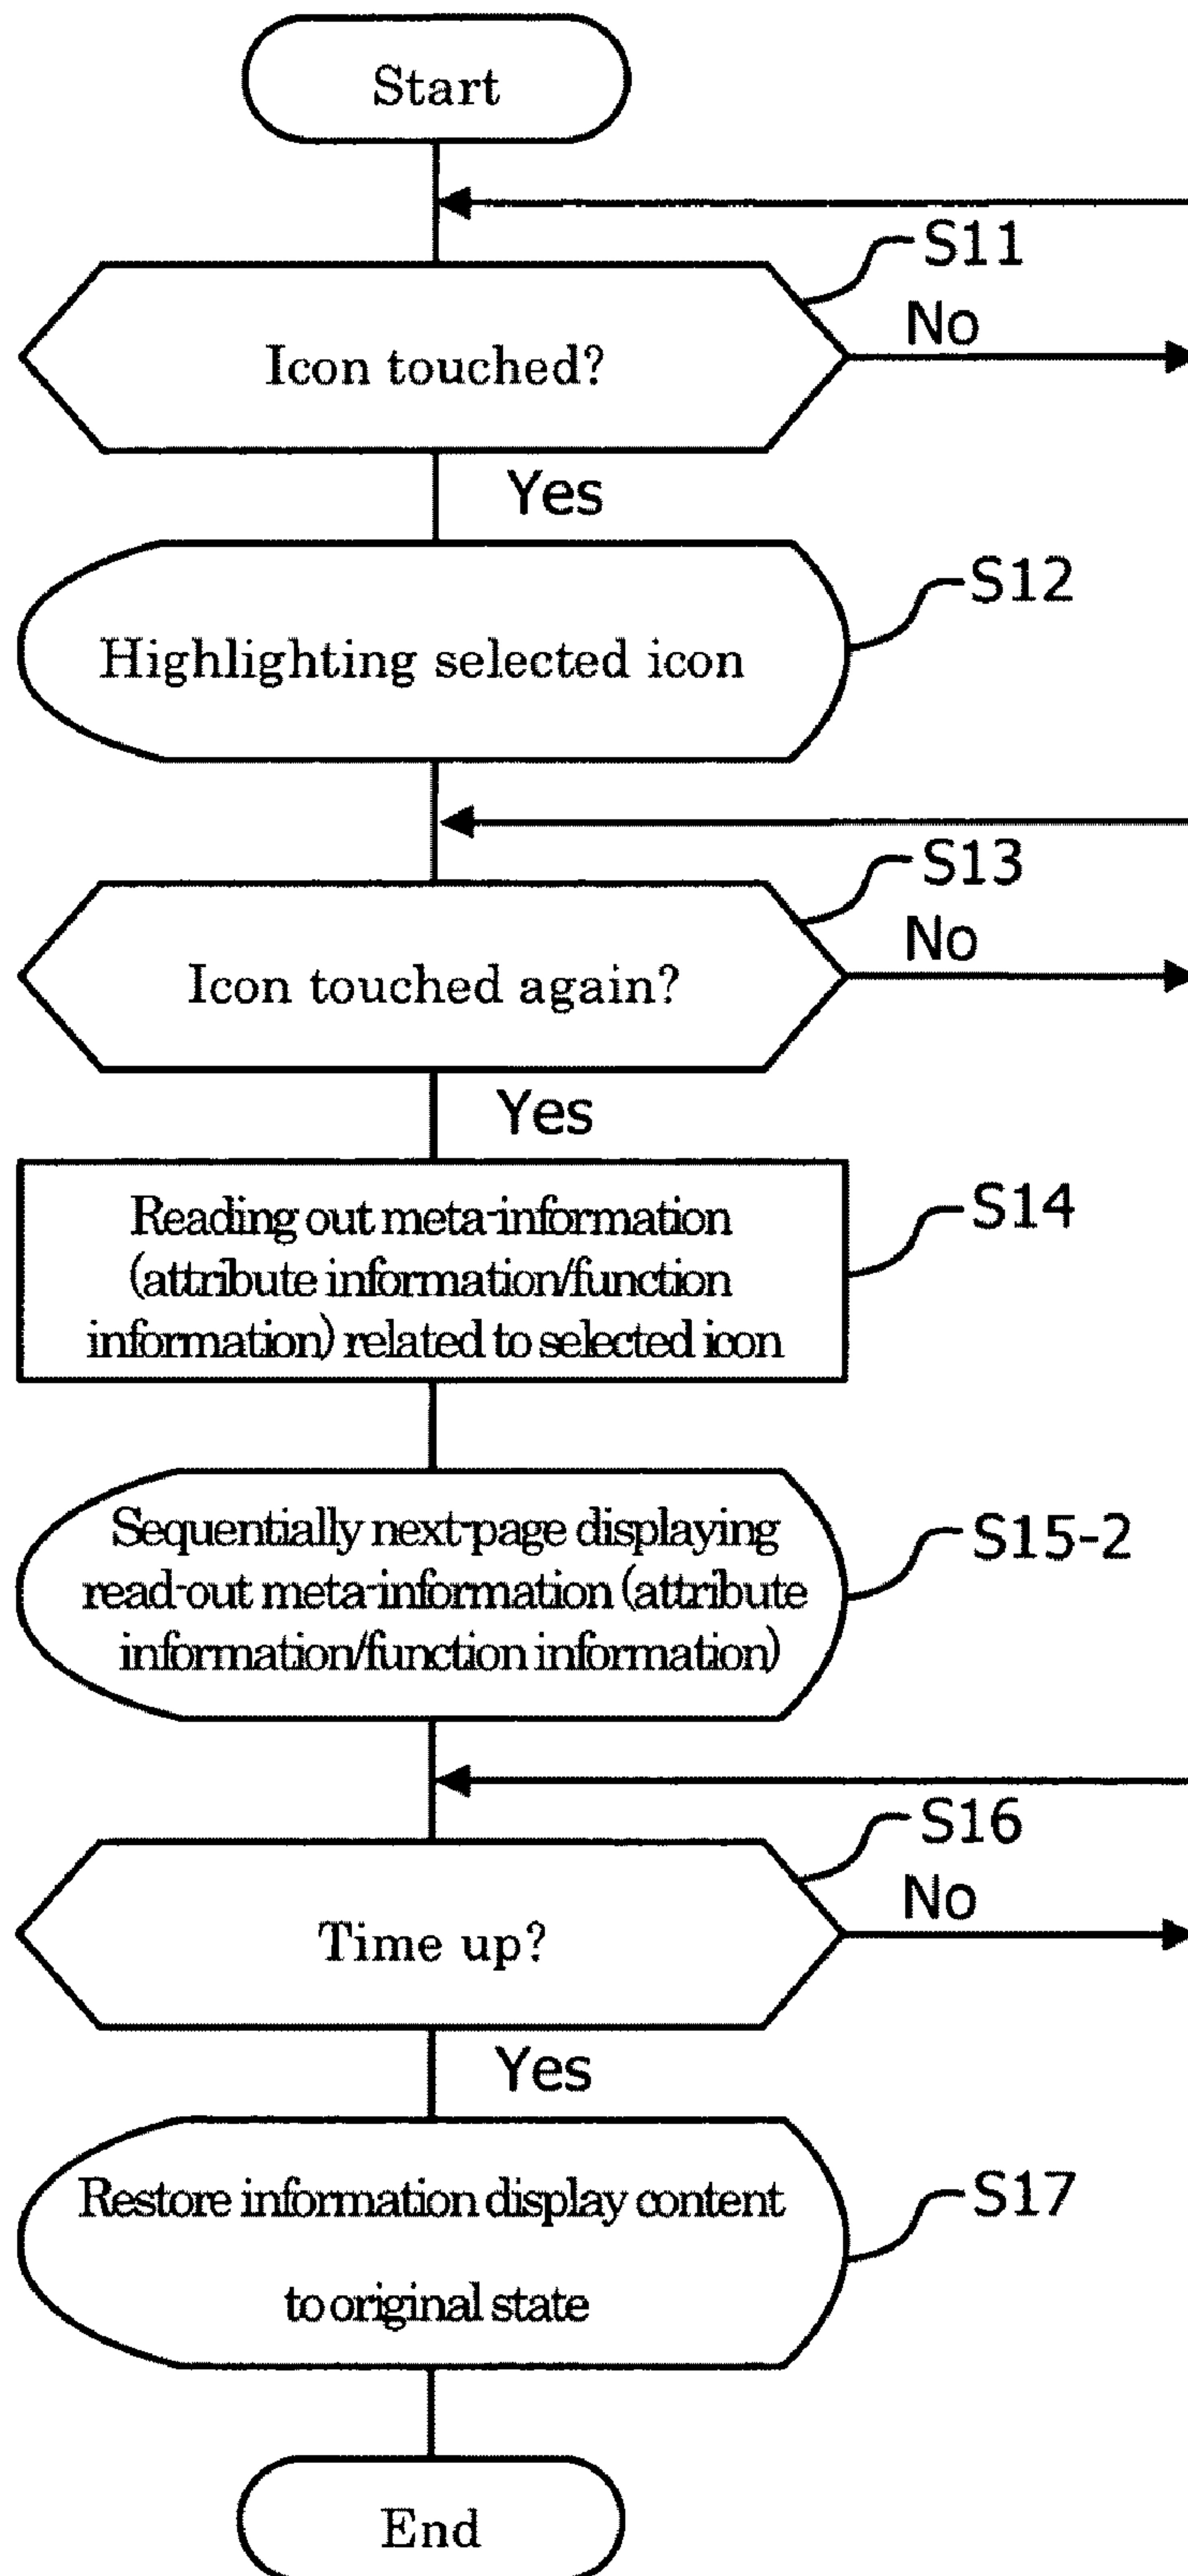 Start
S11
No
Icon touched?
Yes
S12
Highlighting selected icon
S13
No
Icon touched again?
Yes
S14
Reading out meta-information
(attribute information/function
information) related to selected icon
S15-2
Sequentially next-page displaying
read-out meta-information (attribute
information/function information)
S16
No
Time up?
Yes
S17
Restore information display content
to original state
End